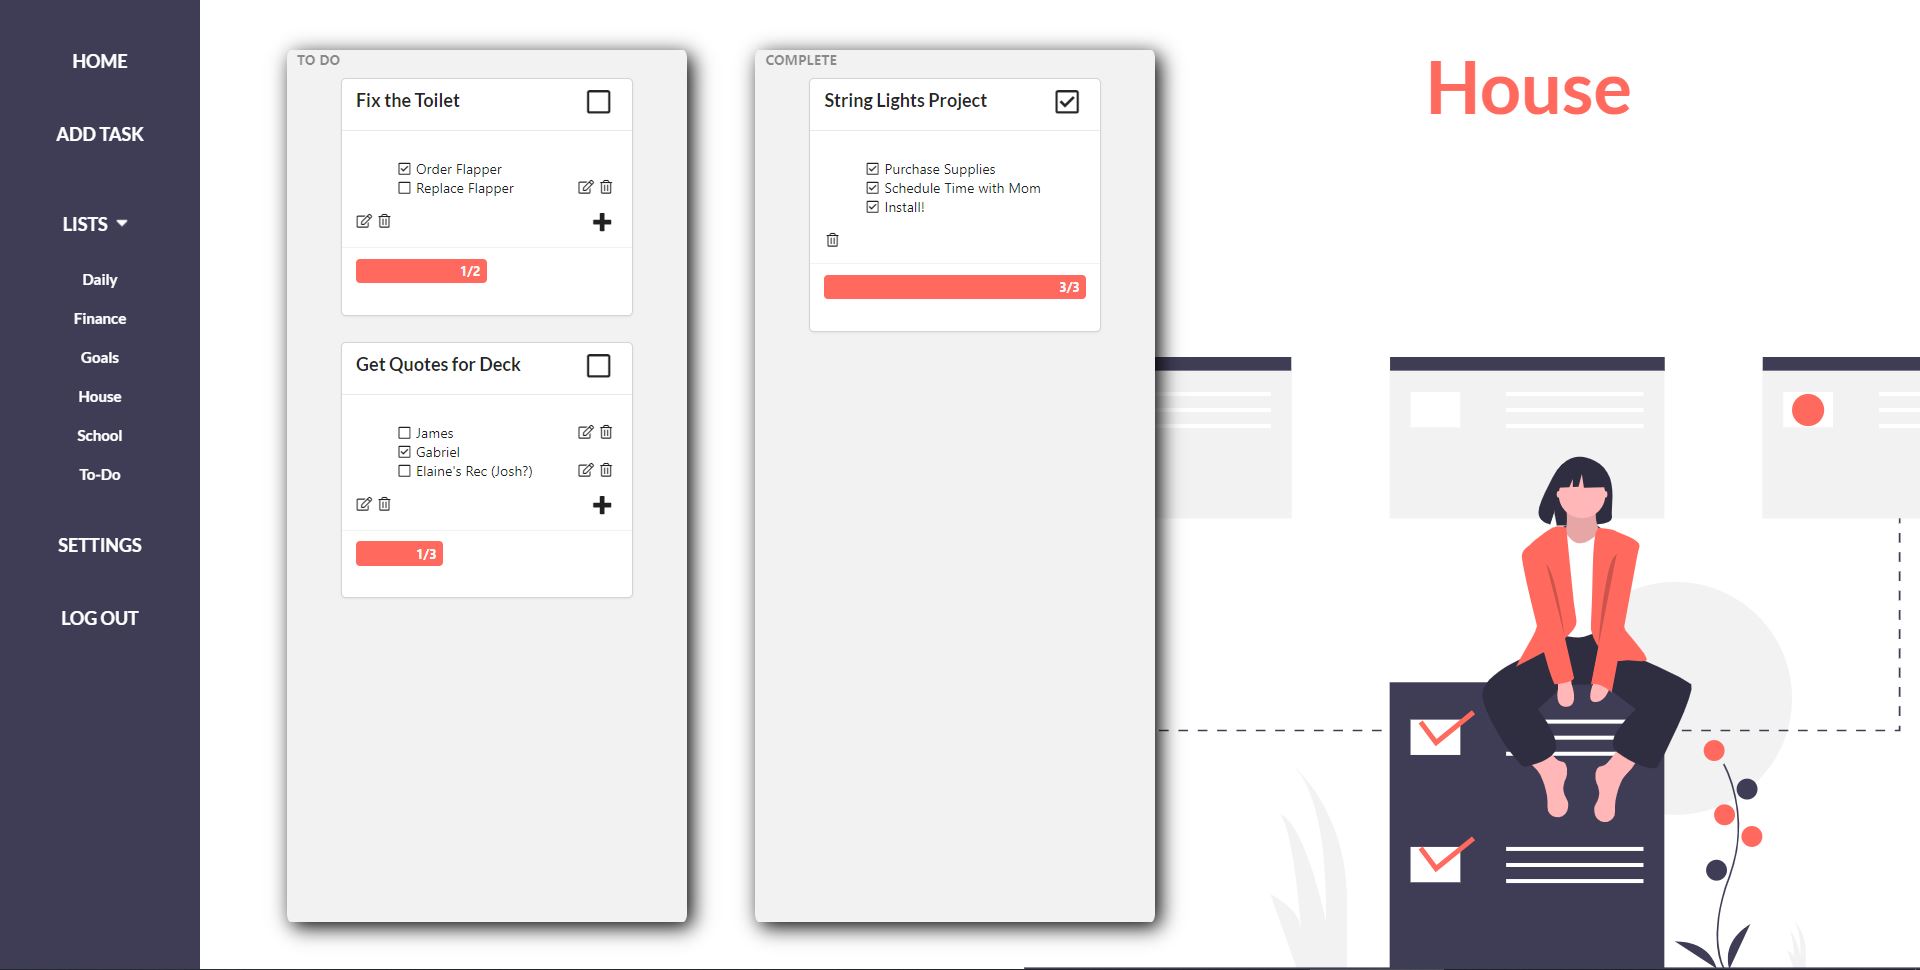 HOME
ADD TASK
LISTS
Daily
Finance
Goals
House
School
To-Do
SETTINGS
LOG OUT
TO DO
Fix the Toilet
Order Flapper
Replace Flapper
1/2
Get Quotes for Deck
James
Gabriel
Elaine's Rec (Josh?)
1/3
COMPLETE
String Lights Project
Purchase Supplies
Schedule Time with Mom
Install!
3/3
House